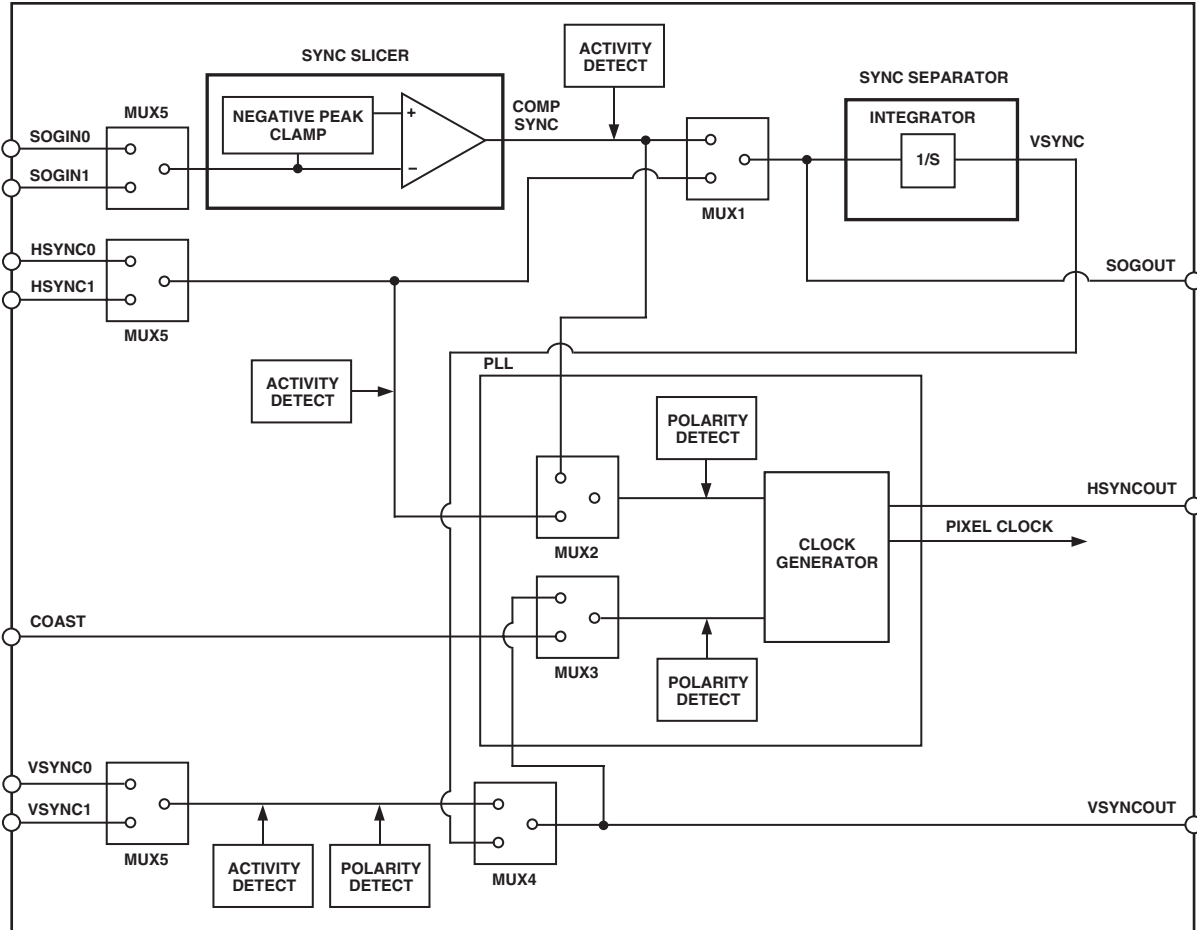 ACTIVITY
DETECT
SYNC SLICER
SYNC SEPARATOR
MUX5
NEGATIVE PEAK
CLAMP
+
−
COMP
SYNC
INTEGRATOR
1/S
VSYNC
SOGIN0
SOGIN1
MUX1
HSYNC0
HSYNC1
MUX5
SOGOUT
PLL
ACTIVITY
DETECT
POLARITY
DETECT
HSYNCOUT
PIXEL CLOCK
MUX2
CLOCK
GENERATOR
COAST
MUX3
POLARITY
DETECT
VSYNC0
VSYNC1
MUX5
VSYNCOUT
ACTIVITY
DETECT
POLARITY
DETECT
MUX4